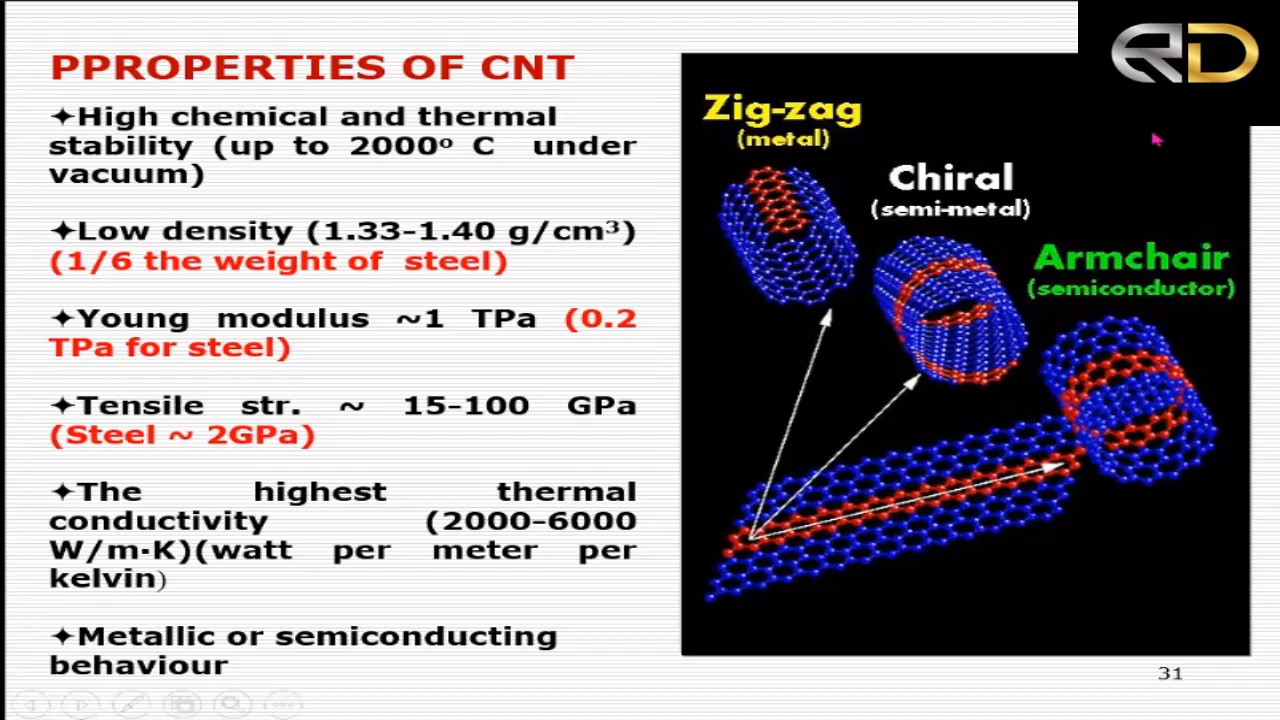 PPROPERTIES OF CNT
✦High chemical and thermal
stability (up to 2000º C under
vacuum)
✦Low density (1.33-1.40 g/cm³)
(1/6 the weight of steel)
✦Young modulus ~1 TPa (0.2
TPa for steel)
✦Tensile str. ~ 15-100 GPa
(Steel ~ 2GPa)
✦The highest thermal
conductivity (2000-6000
W/m·K)(watt per meter per
kelvin)
✦Metallic or semiconducting
behaviour
Zig-zag
(metal)
Chiral
(semi-metal)
Armchair
(semiconductor)
RD
31